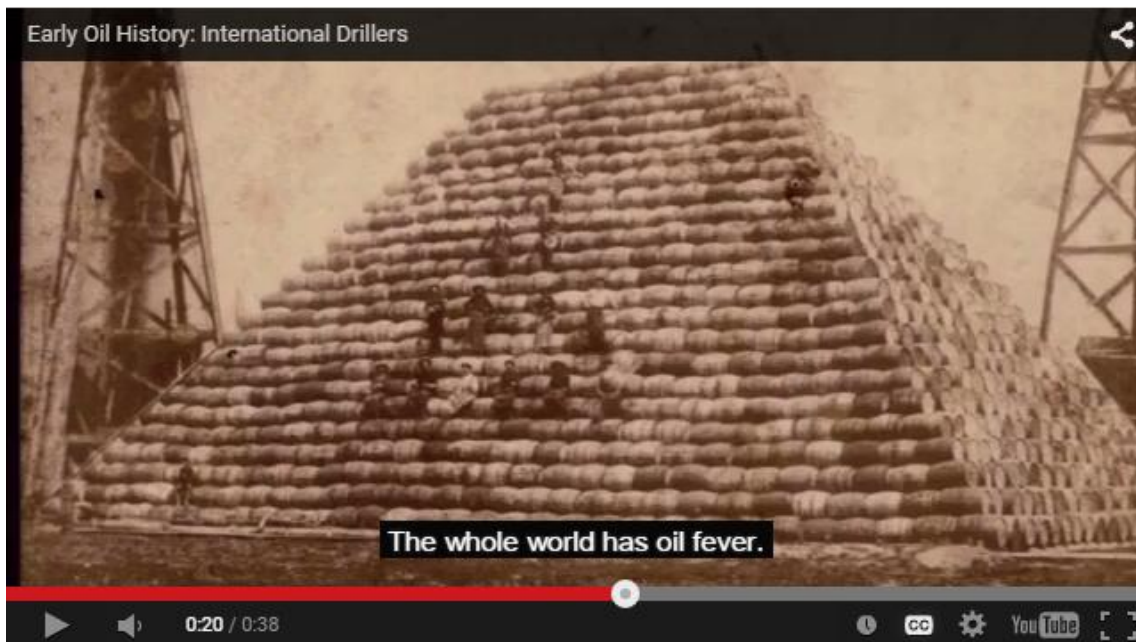 Early Oil History: International Drillers
The whole world has oil fever.
0:20 / 0:38
CC
YouTube